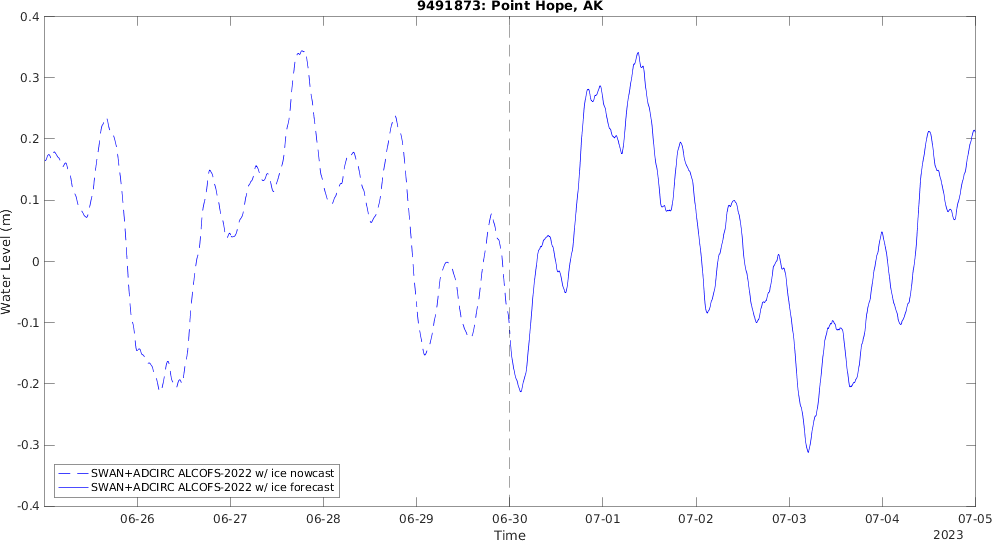 9491873: Point Hope, AK
0.4
0.3
0.2
0.1
0
-0.1
-0.2
-0.3
-0.4
Water Level (m)
SWAN+ADCIRC ALCOFS-2022 w/ ice nowcast
SWAN+ADCIRC ALCOFS-2022 w/ ice forecast
06-26 06-27 06-28 06-29 06-30 07-01 07-02 07-03 07-04 07-05
Time
2023